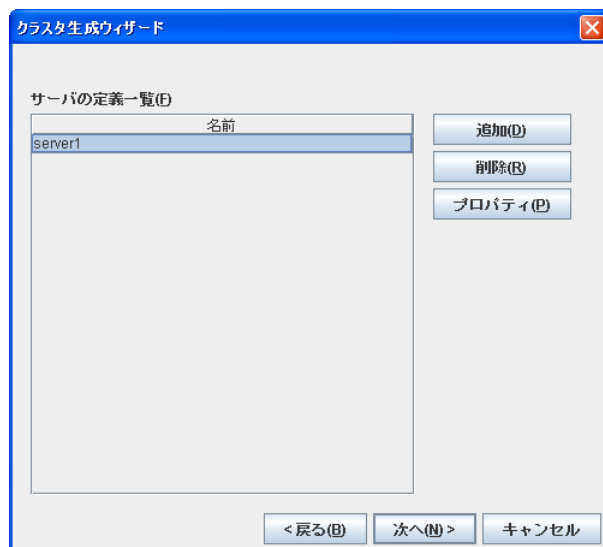 クラスタ生成ウィザード
サーバの定義一覧(F)
名前
server1
追加(D)
削除(R)
プロパティ(P)
<戻る(B)
次へ(N)>
キャンセル